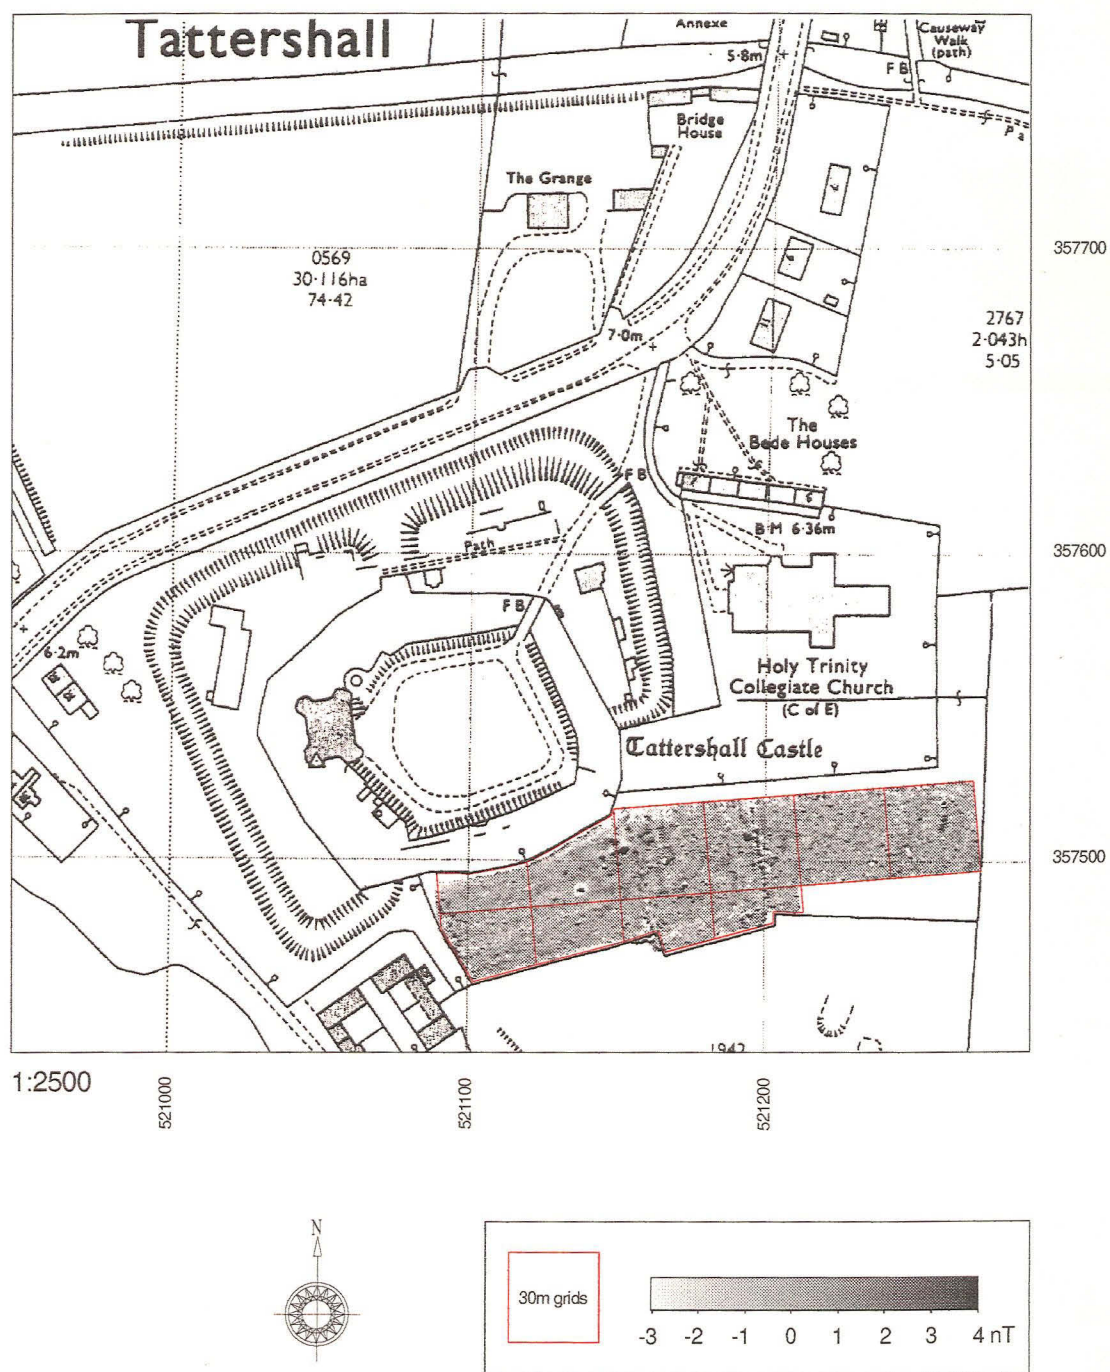 Tattershall
Annexe
5·8m
Causeway
Walk
(path)
F B
Pa
Bridge
House
The Grange
0569
30·116ha
74·42
357700
7·0m
2767
2·043h
5·05
The
Bede Houses
F B
B M 6·36m
Path
357600
F B
6·2m
Holy Trinity
Collegiate Church
(C of E)
Tattershall Castle
357500
1942
1:2500
521000
521100
521200
N
30m grids
-3 -2 -1 0 1 2 3 4 nT